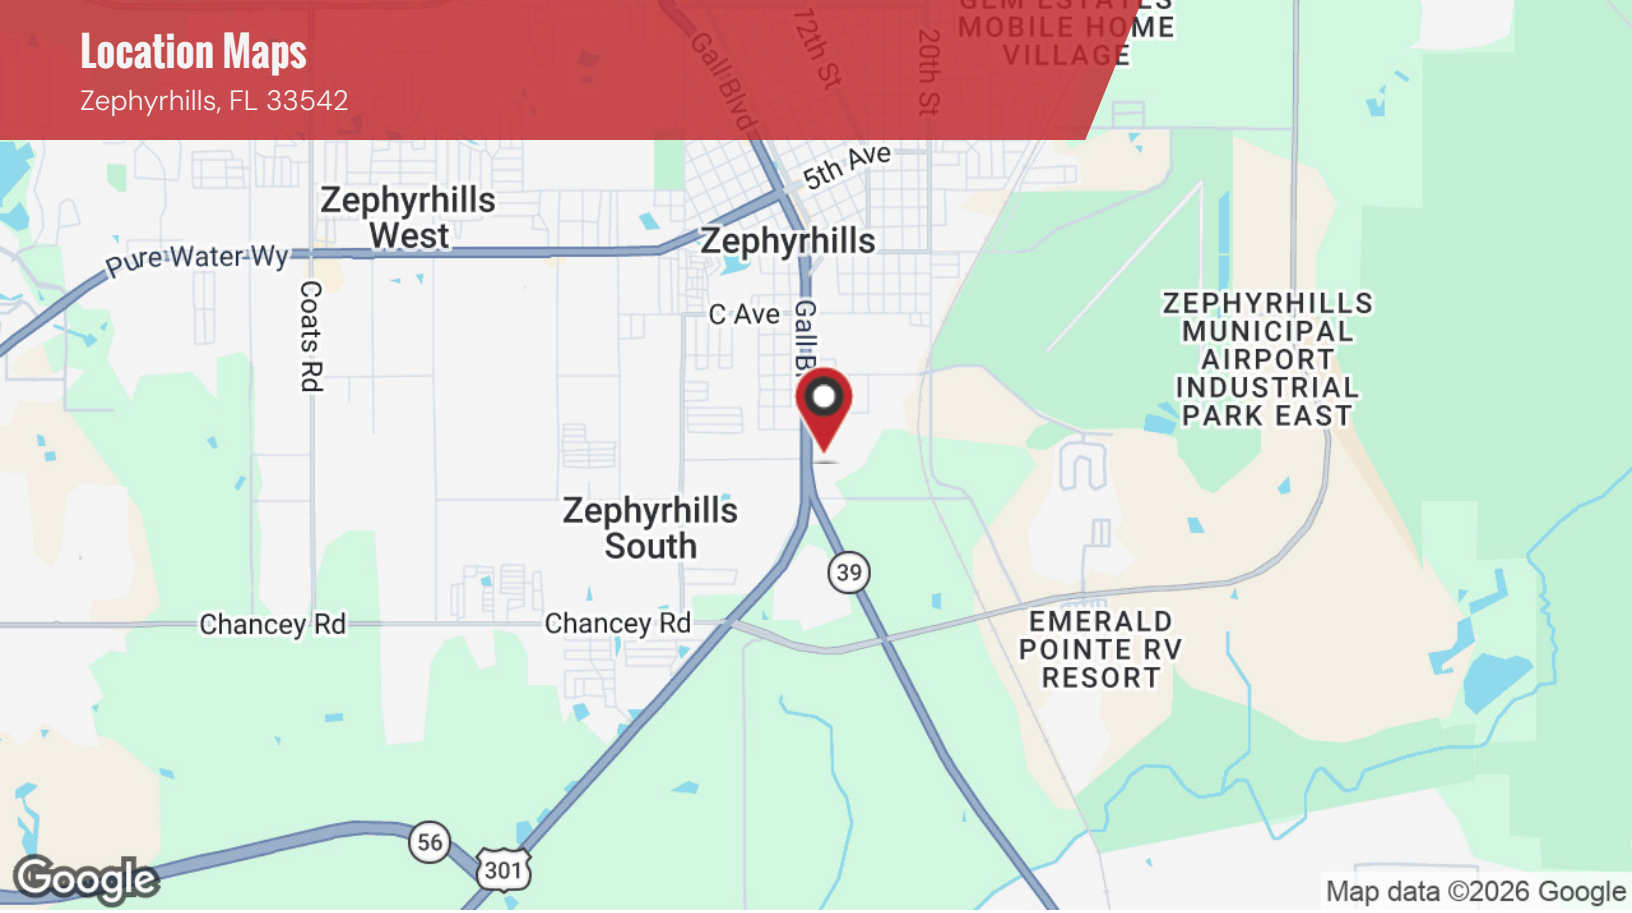 Location Maps
Zephyrhills, FL 33542
GEM ESTATES
MOBILE HOME
VILLAGE
Gall Blvd
12th St
20th St
5th Ave
Zephyrhills
West
Zephyrhills
Pure Water Wy
Coats Rd
C Ave
Gall B
ZEPHYRHILLS
MUNICIPAL
AIRPORT
INDUSTRIAL
PARK EAST
Zephyrhills
South
39
Chancey Rd
Chancey Rd
EMERALD
POINTE RV
RESORT
56
301
Google
Map data ©2026 Google